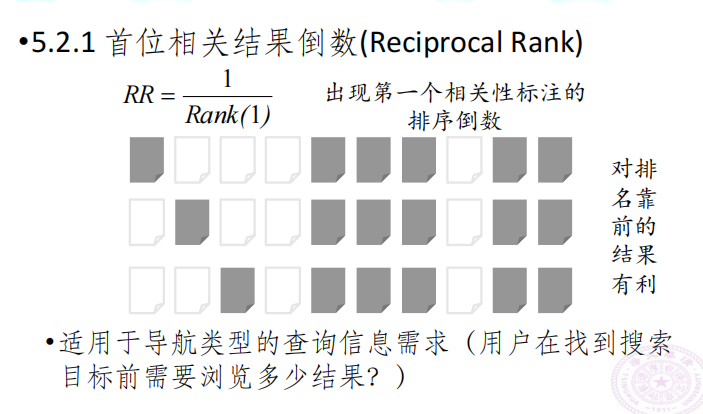 •5.2.1 首位相关结果倒数(Reciprocal Rank)
RR = 1 / Rank(1)
出现第一个相关性标注的
排序倒数
对排
名靠
前的
结果
有利
•适用于导航类型的查询信息需求（用户在找到搜索
目标前需要浏览多少结果？）